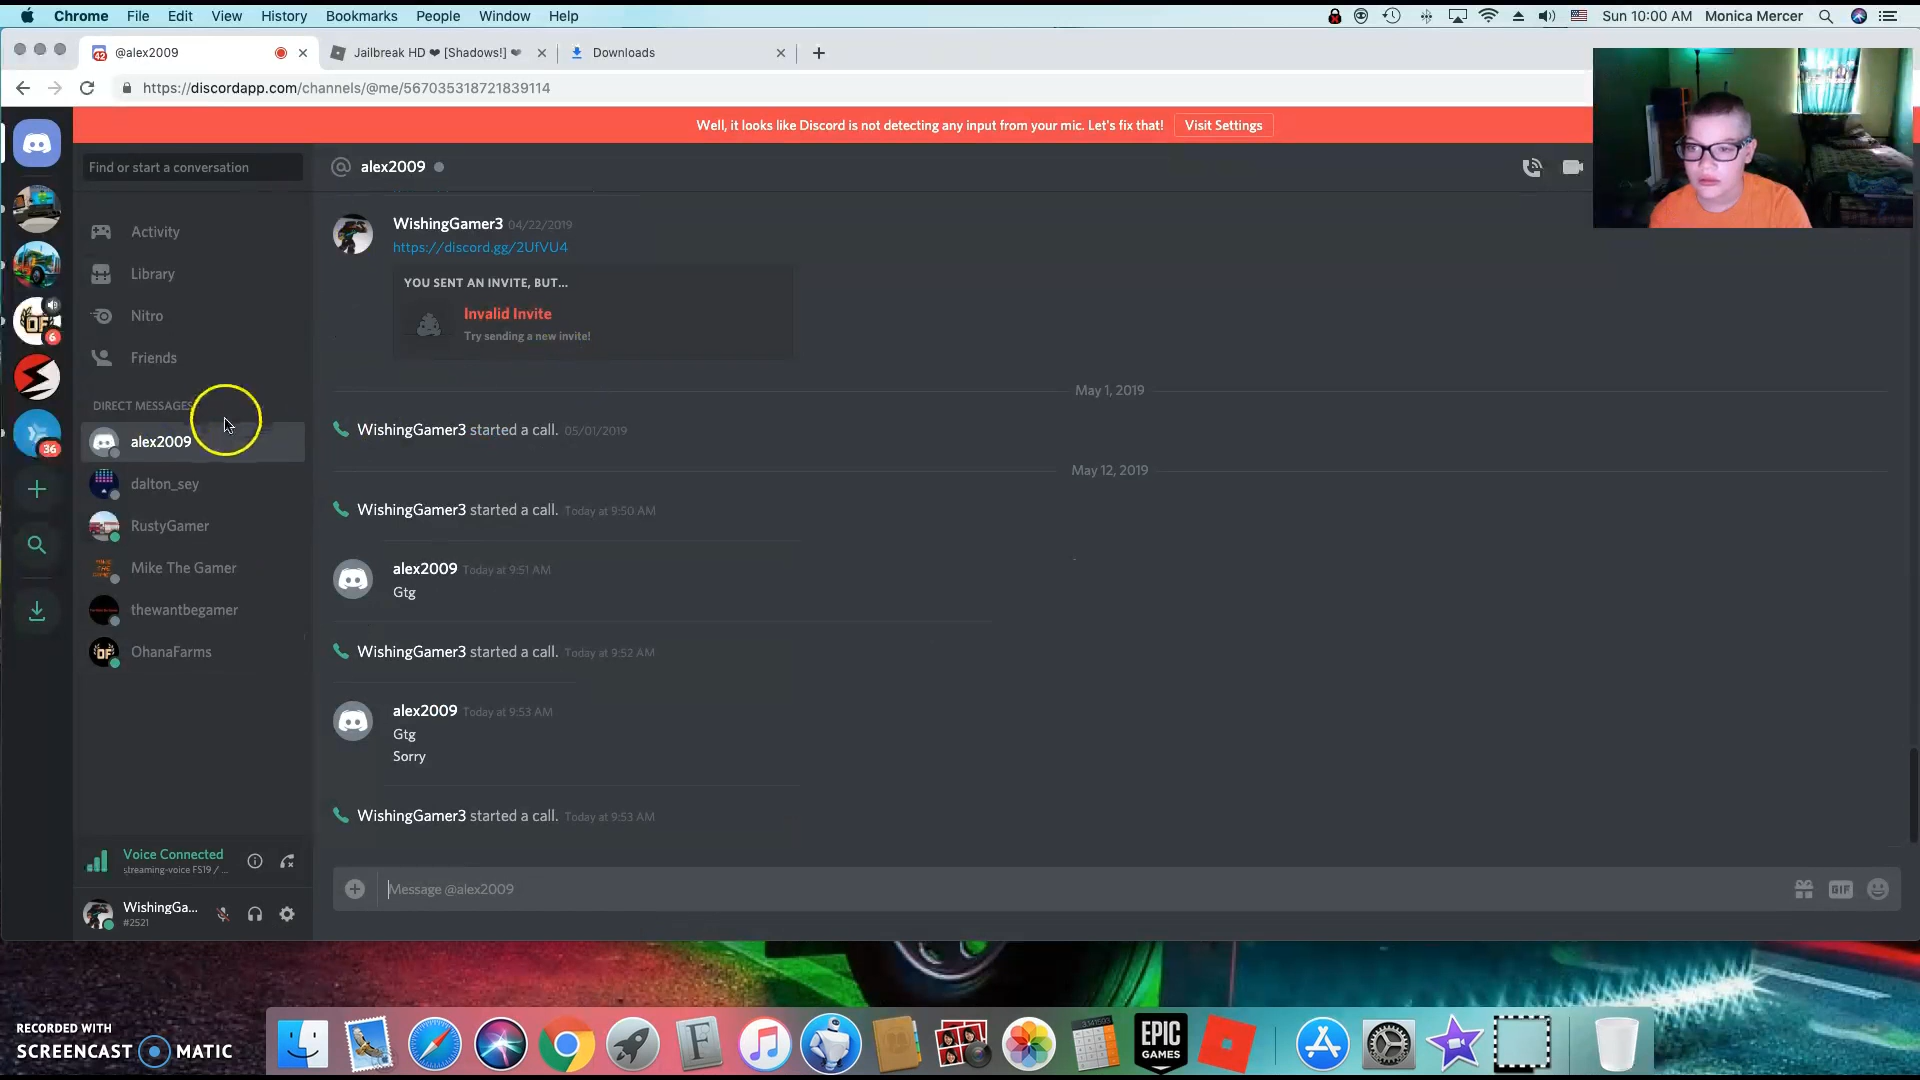 Chrome File Edit View History Bookmarks People Window Help
Sun 10:00 AM Monica Mercer
@alex2009
Jailbreak HD ❤ [Shadows!] ❤
Downloads
https://discordapp.com/channels/@me/567035318721839114
Well, it looks like Discord is not detecting any input from your mic. Let's fix that! Visit Settings
Find or start a conversation
@ alex2009
Activity
Library
Nitro
Friends
DIRECT MESSAGES
alex2009
dalton_sey
RustyGamer
Mike The Gamer
thewantbegamer
OhanaFarms
OF
6
36
WishingGamer3 04/22/2019
https://discord.gg/2UfVU4
YOU SENT AN INVITE, BUT...
Invalid Invite
Try sending a new invite!
May 1, 2019
WishingGamer3 started a call. 05/01/2019
May 12, 2019
WishingGamer3 started a call. Today at 9:50 AM
alex2009 Today at 9:51 AM
Gtg
WishingGamer3 started a call. Today at 9:52 AM
alex2009 Today at 9:53 AM
Gtg
Sorry
WishingGamer3 started a call. Today at 9:53 AM
Voice Connected
streaming-voice FS19 / ...
WishingGa...
#2521
Message @alex2009
GIF
RECORDED WITH
SCREENCAST MATIC
EPIC
GAMES